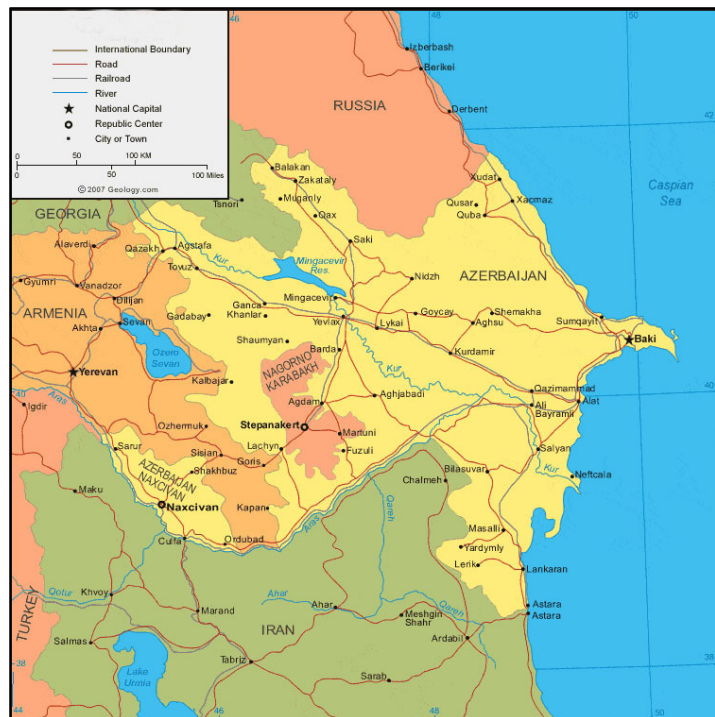 46
48
50
International Boundary
Road
Railroad
River
National Capital
Republic Center
City or Town
0 50 100 KM
0 50 100 Miles
© 2007 Geology.com
Izberbash
Berikei
RUSSIA
Derbent
42
Balakan
Zakataly
Xudat
Caspian
Sea
Muganly
Tsnori
Qusar
Xacmaz
GEORGIA
Qax
Quba
Alaverdi
Qazakh
Agstafa
Saki
Kur
Mingacevir
Res.
Tovuz
Nidzh
AZERBAIJAN
Gyumri
Vanadzor
Dilijan
Mingacevir
Ganca
Khanlar
Gadabay
Goycay
Shemakha
Sumqayit
ARMENIA
Sevan
Akhta
Yevlax
Lykai
Aghsu
Baki
Shaumyan
Barda
Kurdamir
Ozero
Sevan
NAGORNO
KARABAKH
Kur
Yerevan
Kalbajar
Qazimammad
40
Aras
Igdir
Agdam
Aghjabadi
Ali
Bayramli
Alat
40
Ozhermuk
Stepanakert
Martuni
Sarur
Sisian
Lachyn
Fuzuli
Salyan
AZERBAIJAN
NAXCIVAN
Shakhbuz
Goris
Chalmeh
Bilasuvar
Kur
Neftcala
Maku
Naxcivan
Kapan
Aras
Qareh
Masalli
Culfa
Ordubad
Yardymly
Lerik
Lankaran
Qotur
Khvoy
Ahar
Astara
Astara
TURKEY
Marand
Ahar
Meshgin
Shahr
Qareh
Salmas
IRAN
Ardabil
38
Lake
Urmia
Tabriz
38
Sarab
44
46
48
50